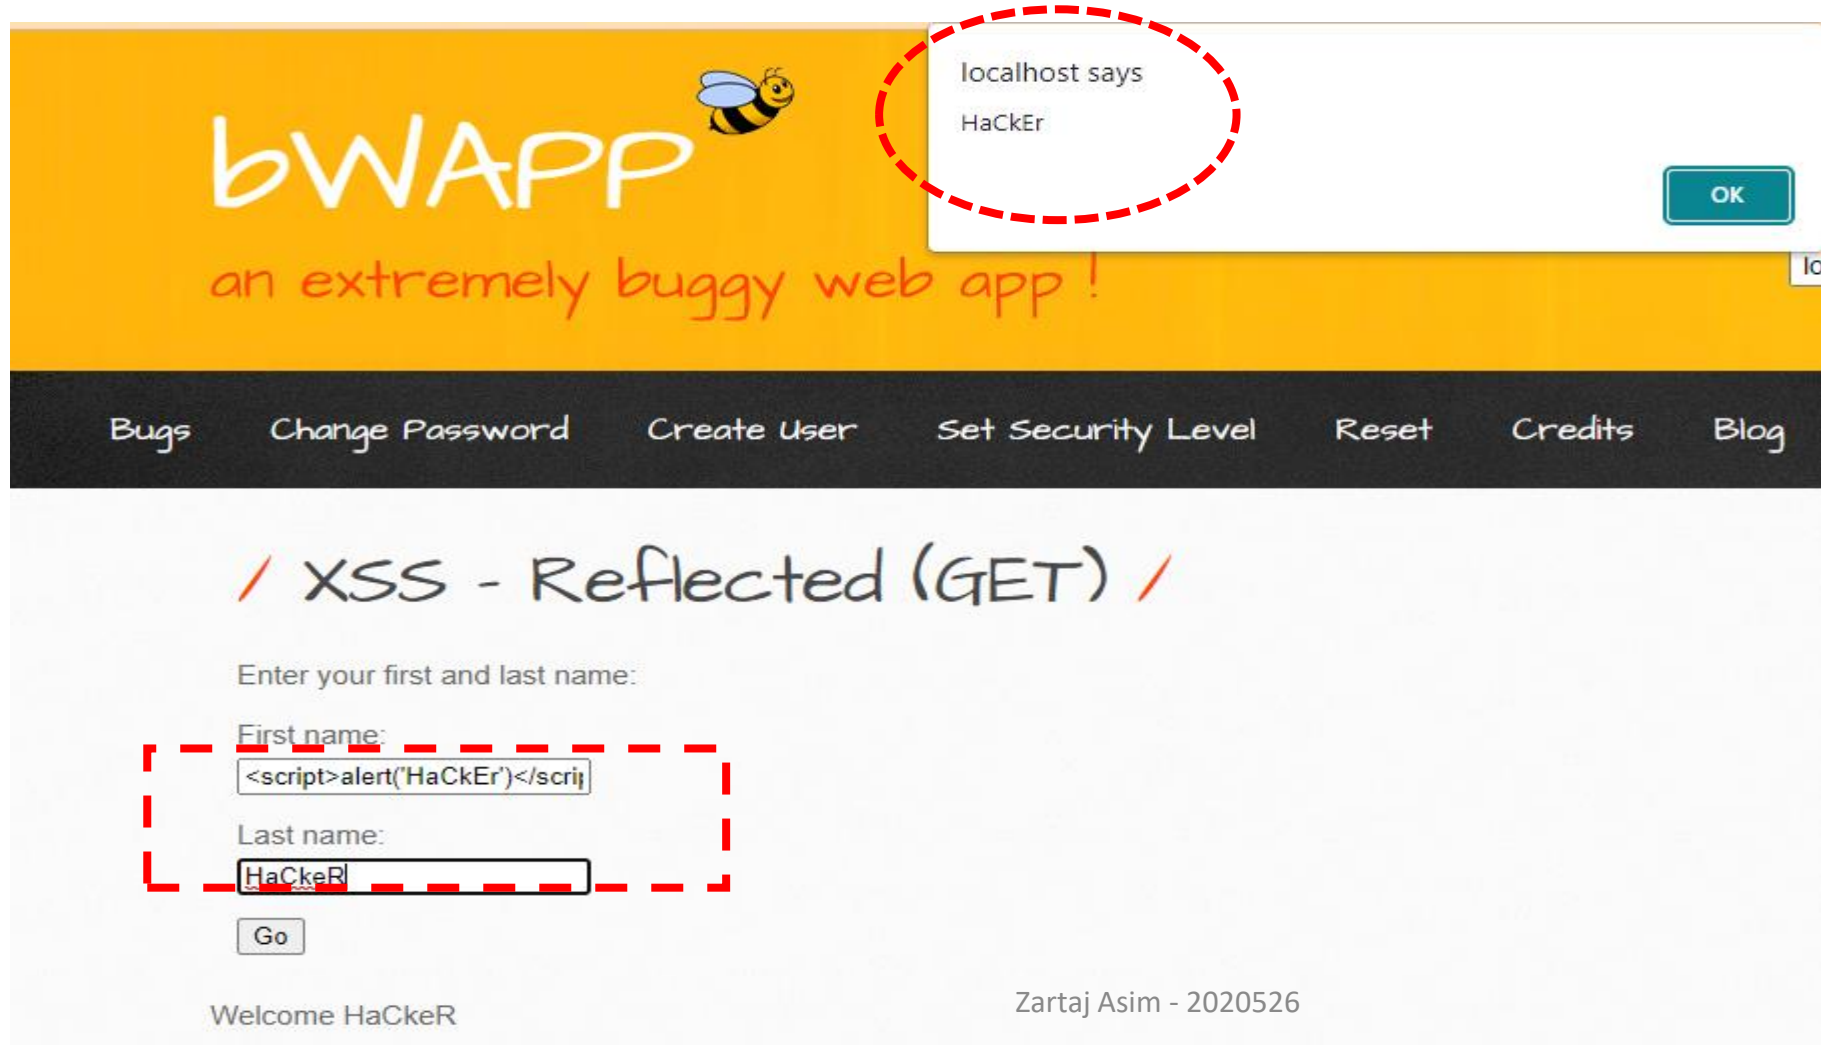 bWAPP
an extremely buggy web app !
localhost says
HaCkEr
OK
lo
Bugs Change Password Create User Set Security Level Reset Credits Blog
/ XSS - Reflected (GET) /
Enter your first and last name:
First name:
<script>alert('HaCkEr')</scrip
Last name:
HaCkeR
Go
Welcome HaCkeR
Zartaj Asim - 2020526